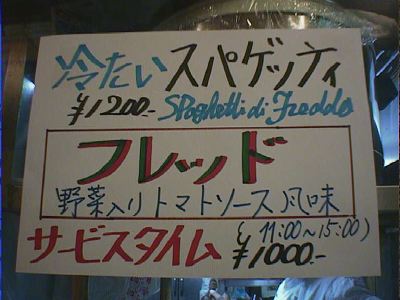 冷たいスパゲッティ
¥1200.- Spaghetti di Freddo
フレッド
野菜入りトマトソース風味
サービスタイム (11:00~15:00)
¥1000.-